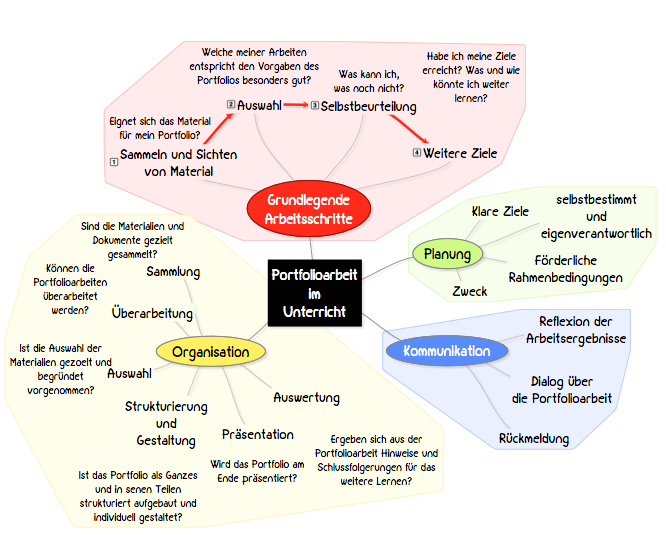 Welche meiner Arbeiten
entspricht den Vorgaben des
Portfolios besonders gut?
Habe ich meine Ziele
erreicht? Was und wie
könnte ich weiter
lernen?
Was kann ich,
was noch nicht?
2 Auswahl
3 Selbstbeurteilung
Eignet sich das Material
für mein Portfolio?
1 Sammeln und Sichten
von Material
4 Weitere Ziele
Grundlegende
Arbeitsschritte
Portfolioarbeit
im
Unterricht
Planung
Klare Ziele
selbstbestimmt
und
eigenverantwortlich
Förderliche
Rahmenbedingungen
Zweck
Kommunikation
Reflexion der
Arbeitsergebnisse
Dialog über
die Portfolioarbeit
Rückmeldung
Organisation
Sind die Materialien und
Dokumente gezielt
gesammelt?
Sammlung
Können die
Portfolioarbeiten
überarbeitet
werden?
Überarbeitung
Ist die Auswahl der
Materialien gezoelt und
begründet
vorgenommen?
Auswahl
Strukturierung
und
Gestaltung
Ist das Portfolio als Ganzes
und in senen Teilen
strukturiert aufgebaut und
individuell gestaltet?
Präsentation
Wird das Portfolio am
Ende präsentiert?
Auswertung
Ergeben sich aus der
Portfolioarbeit Hinweise und
Schlussfolgerungen für das
weitere Lernen?